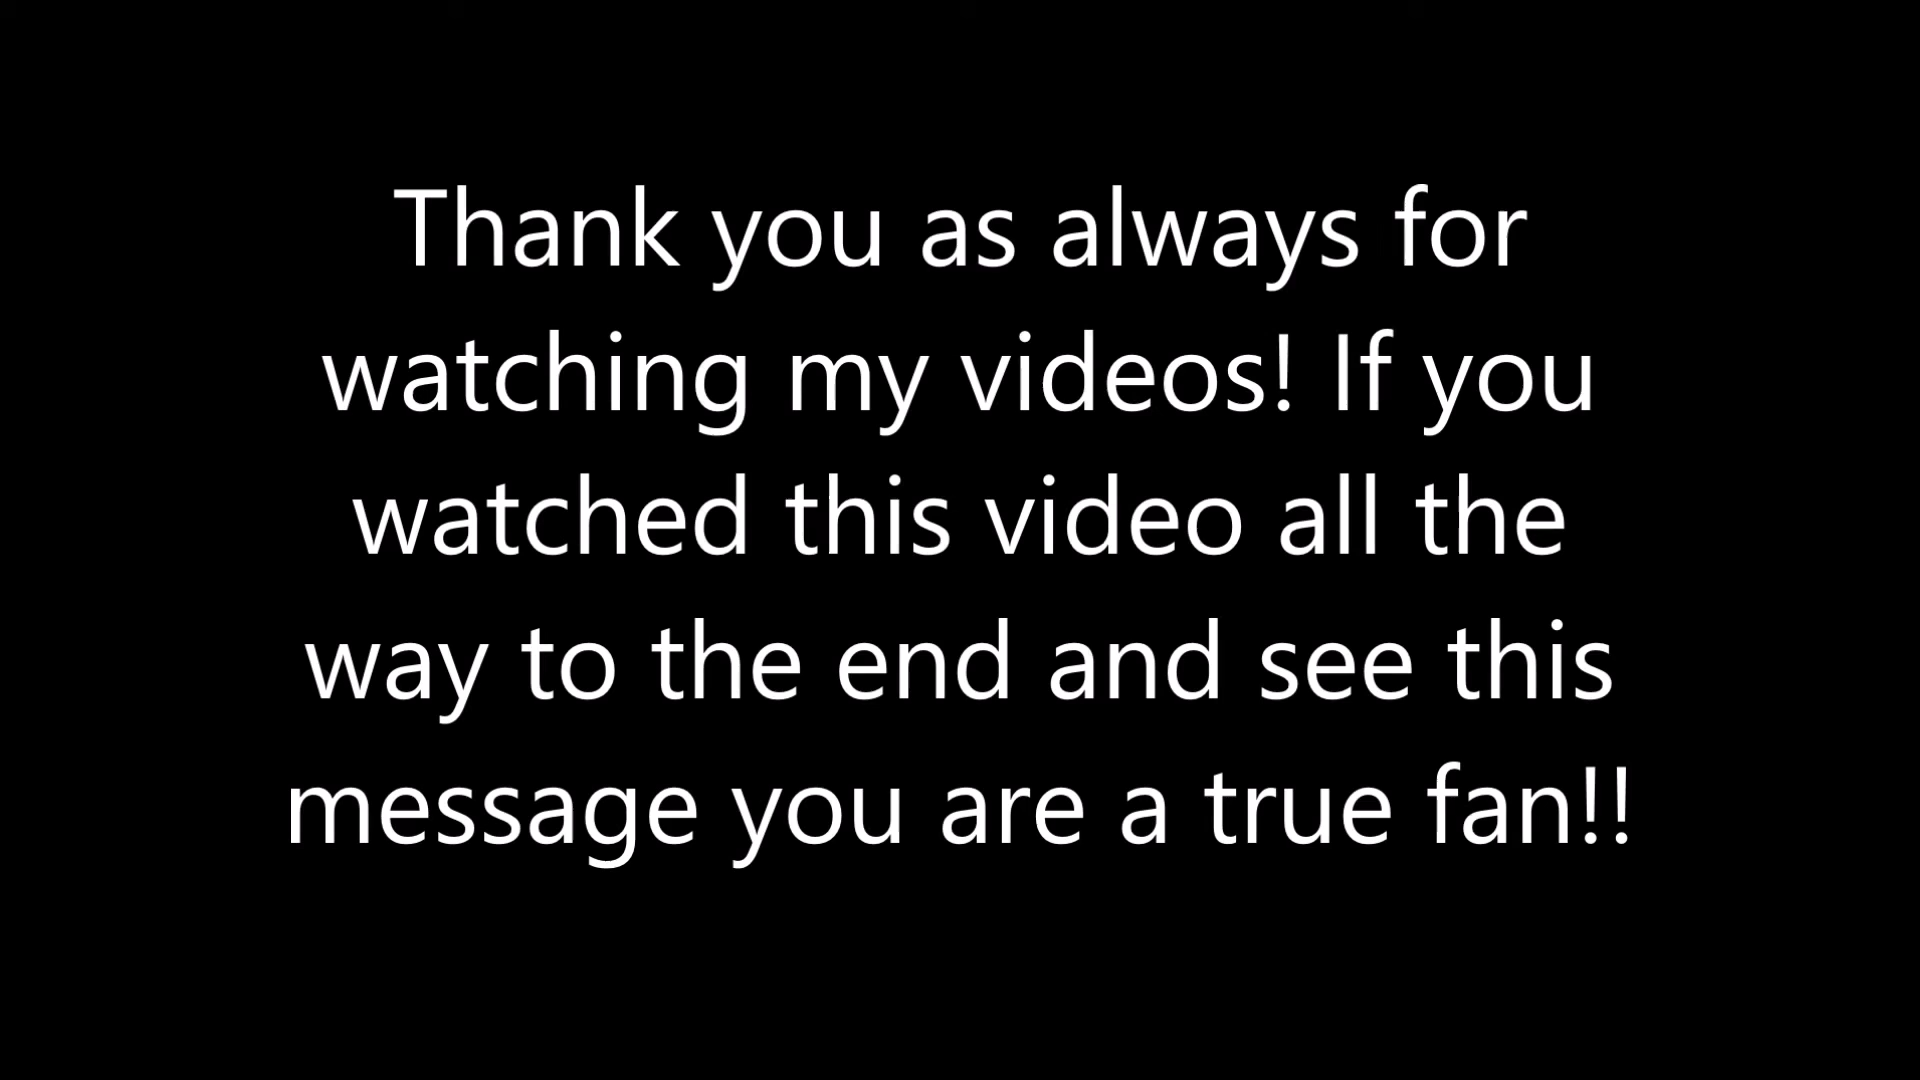 Thank you as always for
watching my videos! If you
watched this video all the
way to the end and see this
message you are a true fan!!